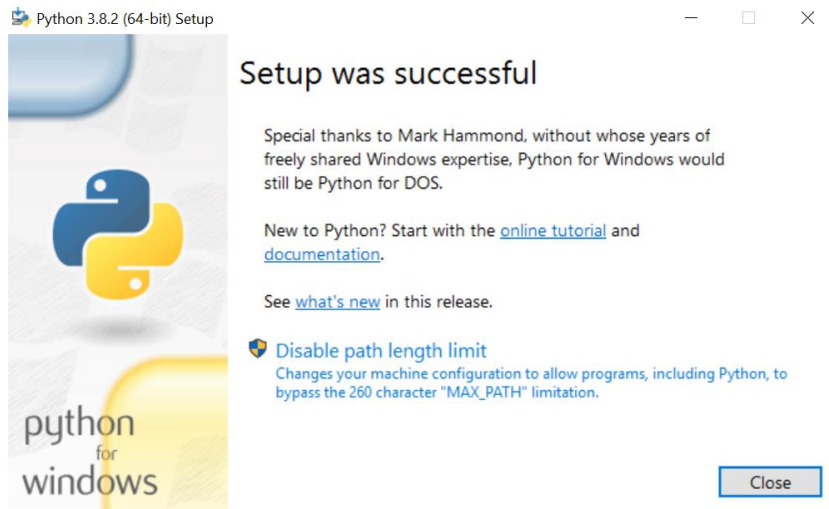 Python 3.8.2 (64-bit) Setup
Setup was successful
Special thanks to Mark Hammond, without whose years of
freely shared Windows expertise, Python for Windows would
still be Python for DOS.
New to Python? Start with the online tutorial and
documentation.
See what's new in this release.
Disable path length limit
Changes your machine configuration to allow programs, including Python, to
bypass the 260 character "MAX_PATH" limitation.
python
for
windows
Close